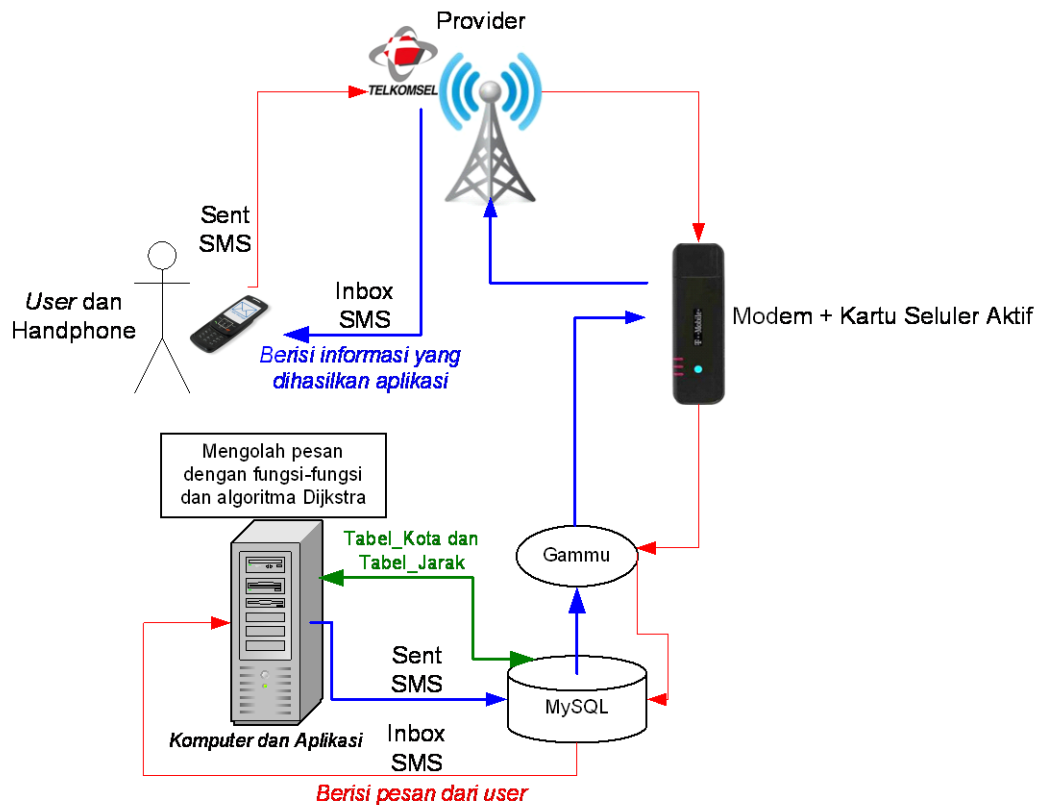 Provider
TELKOMSEL
Sent
SMS
User dan
Handphone
Inbox
SMS
Berisi informasi yang
dihasilkan aplikasi
T-Mobile
Modem + Kartu Seluler Aktif
Mengolah pesan
dengan fungsi-fungsi
dan algoritma Dijkstra
Tabel_Kota dan
Tabel_Jarak
Gammu
Sent
SMS
MySQL
Komputer dan Aplikasi
Inbox
SMS
Berisi pesan dari user